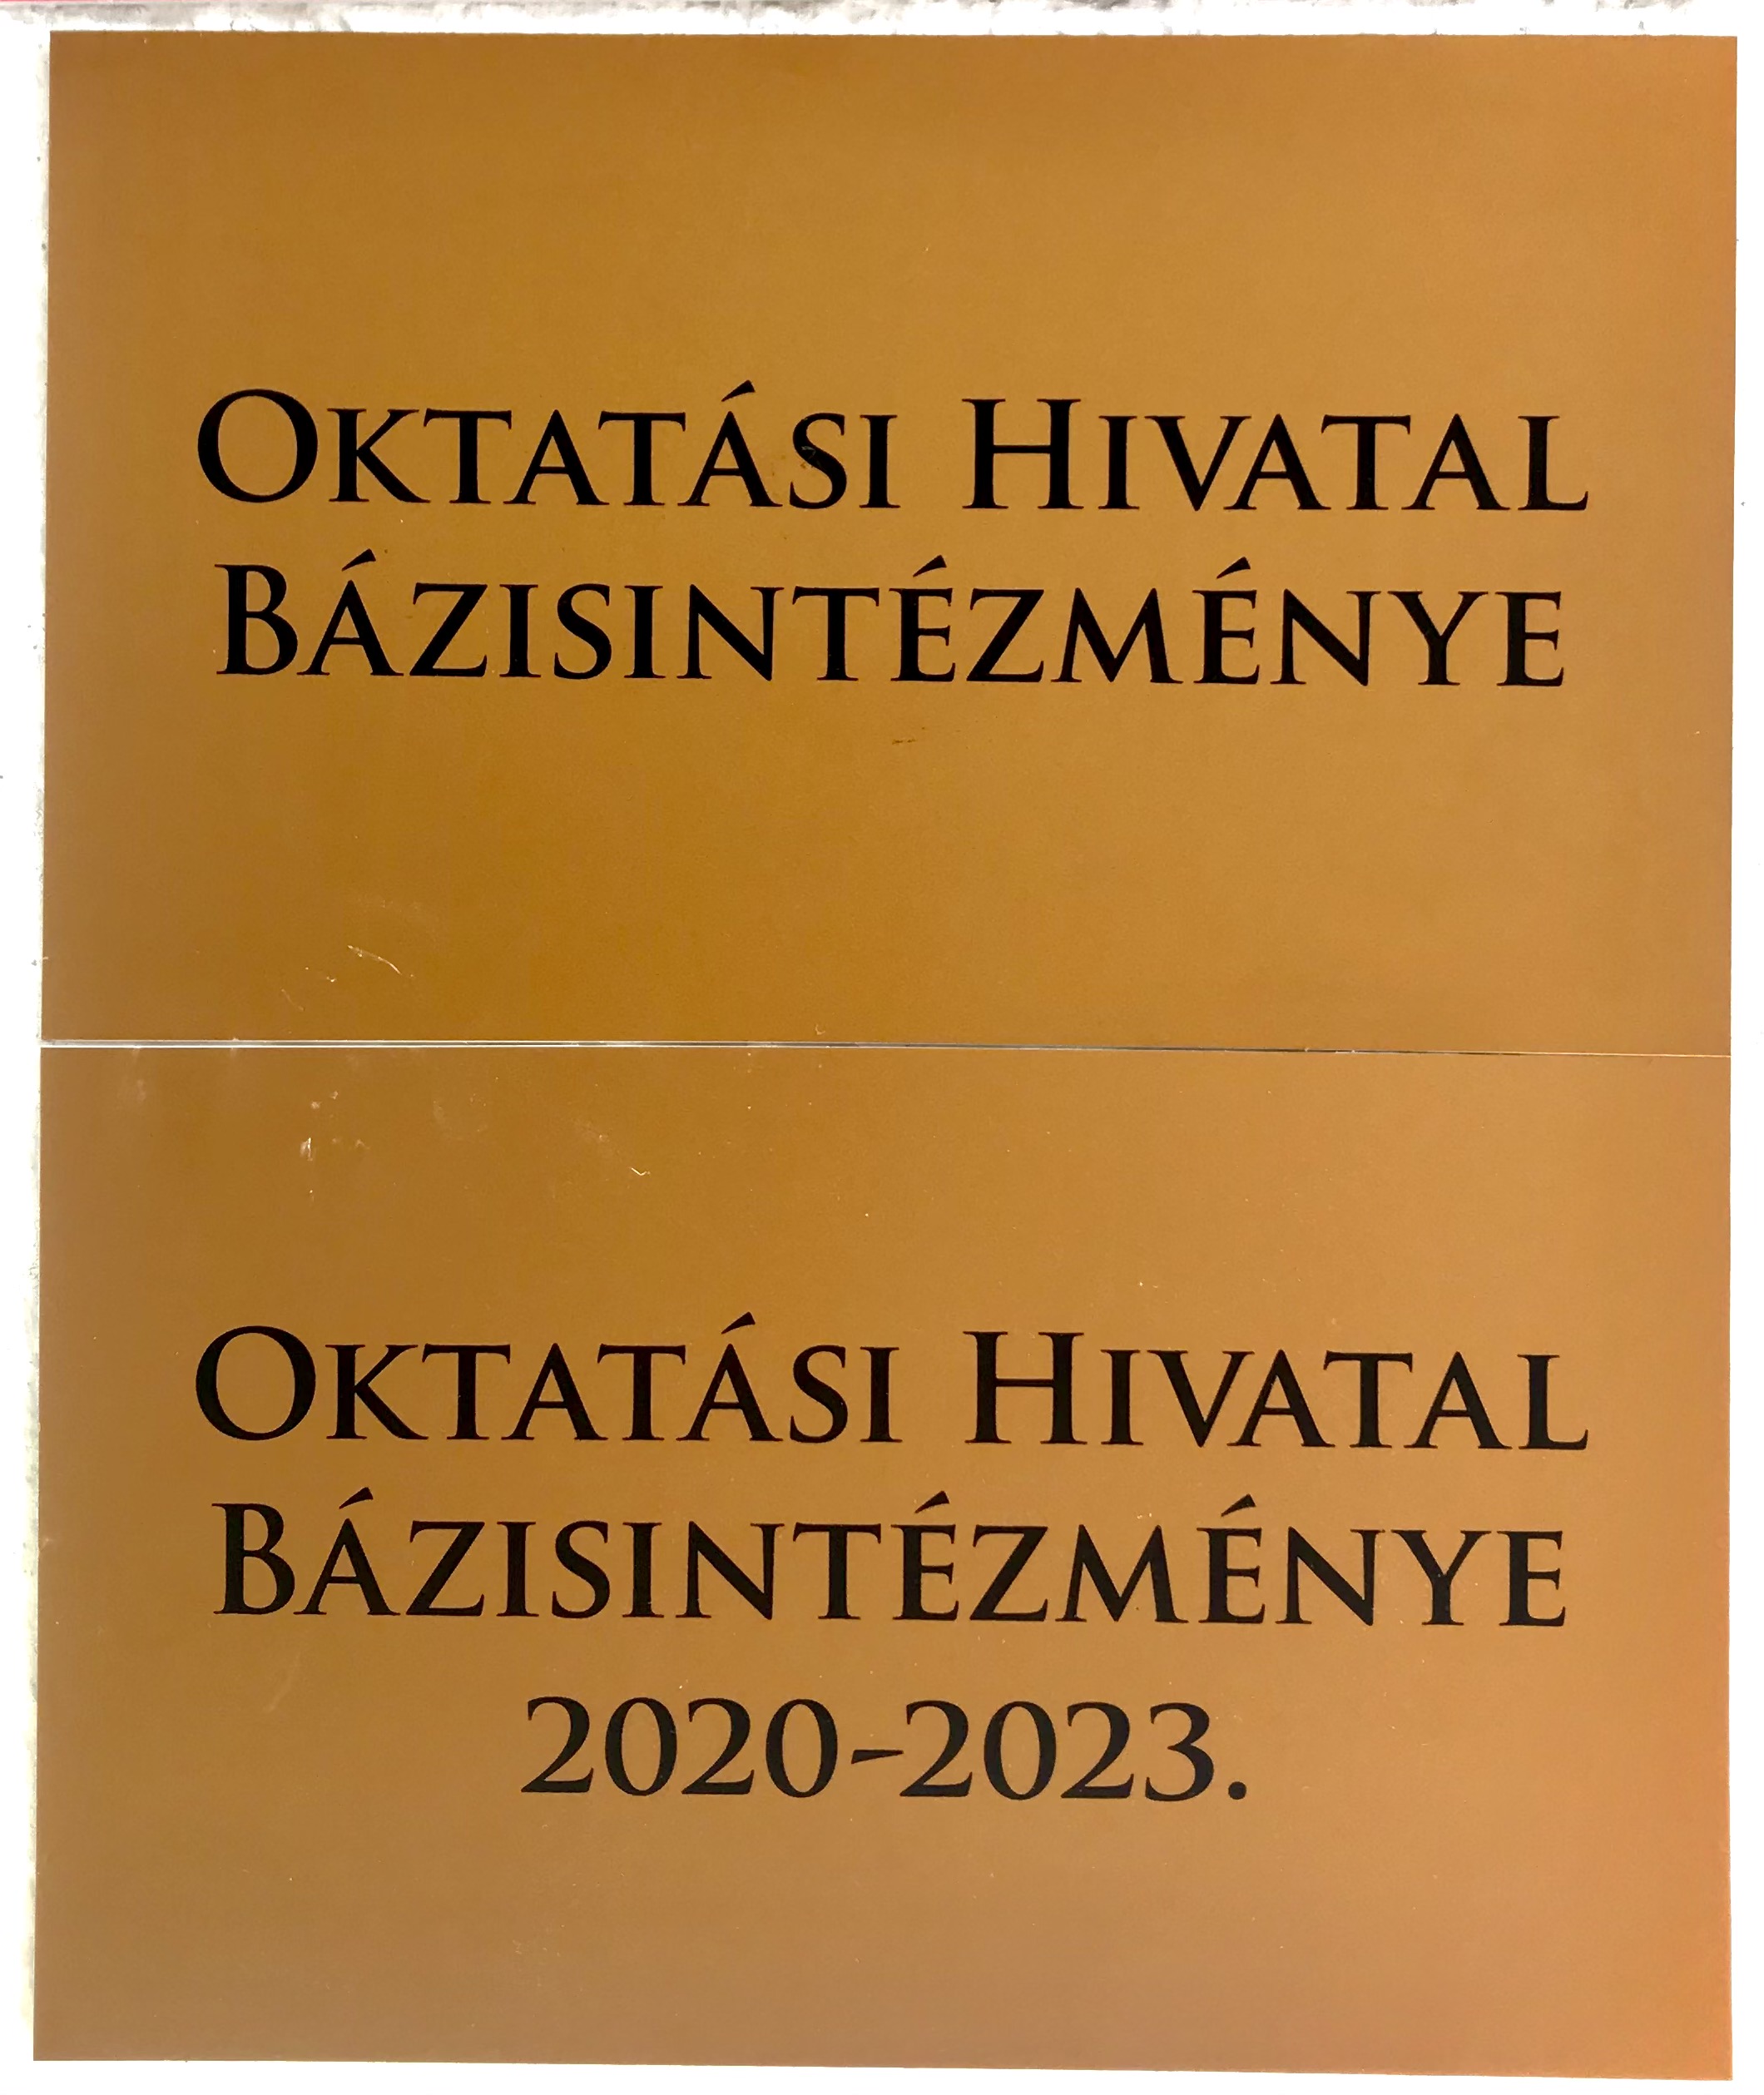 OKTATÁSI HIVATAL
BÁZISINTÉZMÉNYE
OKTATÁSI HIVATAL
BÁZISINTÉZMÉNYE
2020-2023.